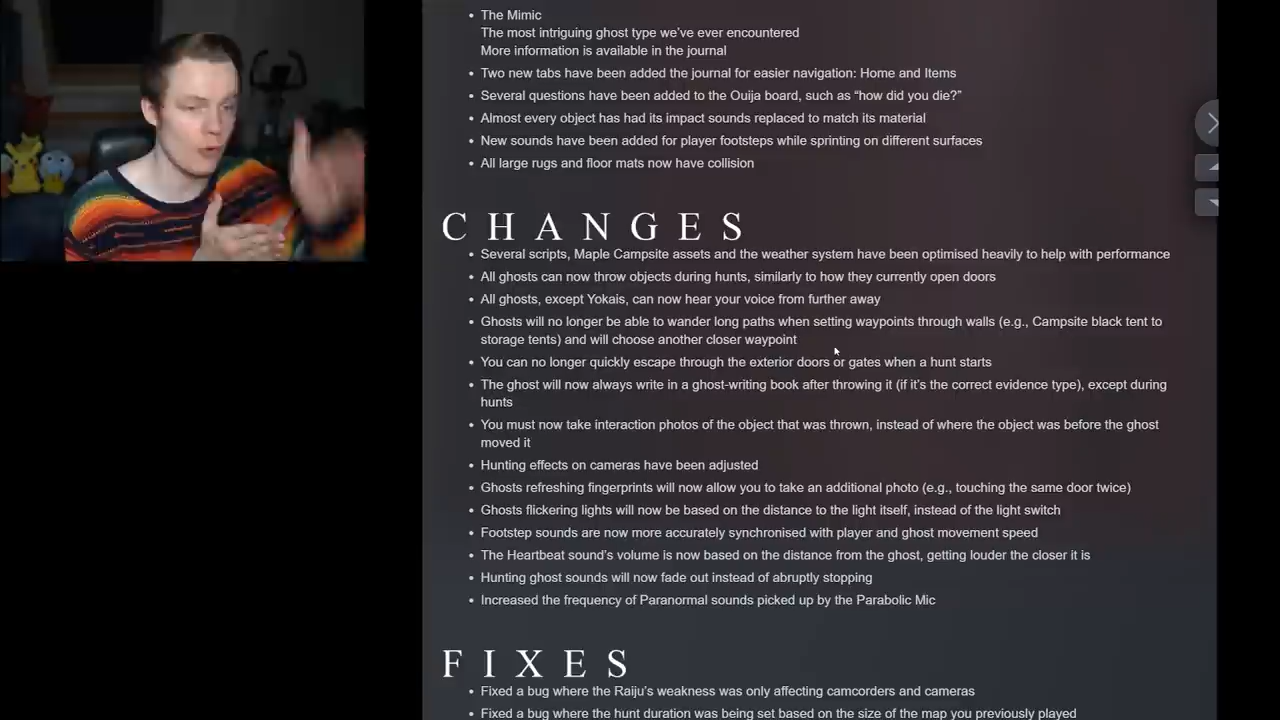 The Mimic
The most intriguing ghost type we've ever encountered
More information is available in the journal
Two new tabs have been added the journal for easier navigation: Home and Items
Several questions have been added to the Ouija board, such as “how did you die?”
Almost every object has had its impact sounds replaced to match its material
New sounds have been added for player footsteps while sprinting on different surfaces
All large rugs and floor mats now have collision
CHANGES
Several scripts, Maple Campsite assets and the weather system have been optimised heavily to help with performance
All ghosts can now throw objects during hunts, similarly to how they currently open doors
All ghosts, except Yokais, can now hear your voice from further away
Ghosts will no longer be able to wander long paths when setting waypoints through walls (e.g., Campsite black tent to
storage tents) and will choose another closer waypoint
You can no longer quickly escape through the exterior doors or gates when a hunt starts
The ghost will now always write in a ghost-writing book after throwing it (if it's the correct evidence type), except during
hunts
You must now take interaction photos of the object that was thrown, instead of where the object was before the ghost
moved it
Hunting effects on cameras have been adjusted
Ghosts refreshing fingerprints will now allow you to take an additional photo (e.g., touching the same door twice)
Ghosts flickering lights will now be based on the distance to the light itself, instead of the light switch
Footstep sounds are now more accurately synchronised with player and ghost movement speed
The Heartbeat sound's volume is now based on the distance from the ghost, getting louder the closer it is
Hunting ghost sounds will now fade out instead of abruptly stopping
Increased the frequency of Paranormal sounds picked up by the Parabolic Mic
FIXES
Fixed a bug where the Raiju's weakness was only affecting camcorders and cameras
Fixed a bug where the hunt duration was being set based on the size of the map you previously played